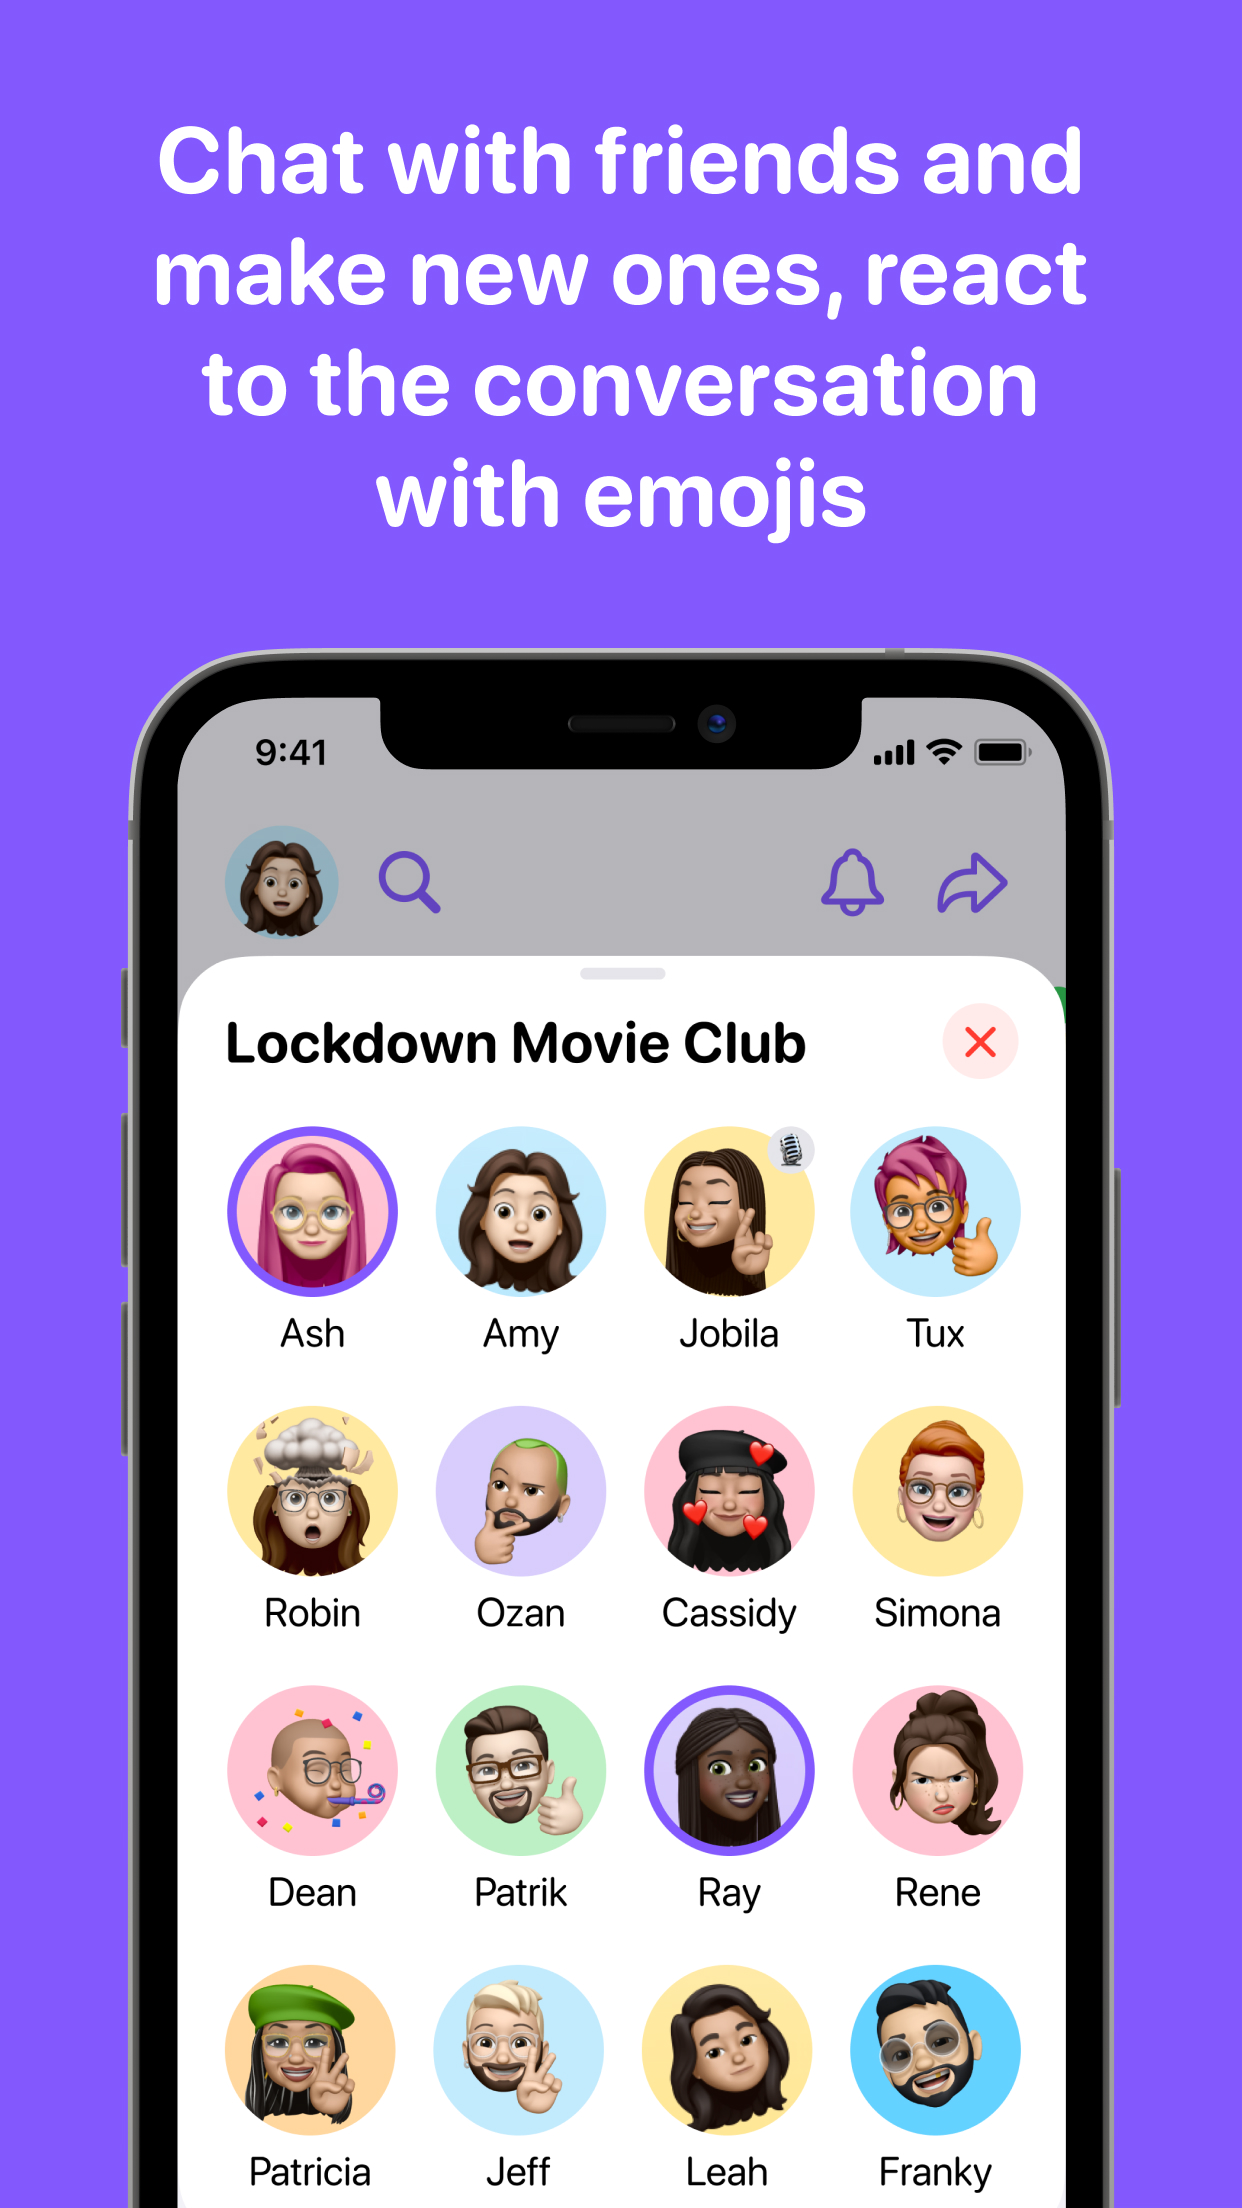 Chat with friends and
make new ones, react
to the conversation
with emojis
9:41
Lockdown Movie Club
Ash Amy Jobila Tux
Robin Ozan Cassidy Simona
Dean Patrik Ray Rene
Patricia Jeff Leah Franky